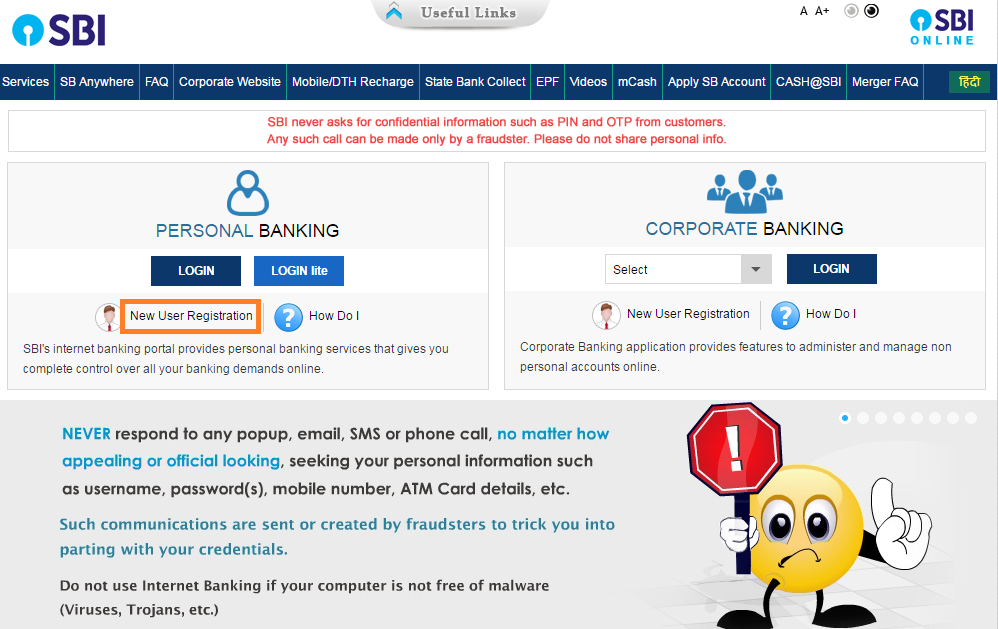 SBI
Useful Links
A A+
SBI
ONLINE
Services SB Anywhere FAQ Corporate Website Mobile/DTH Recharge State Bank Collect EPF Videos mCash Apply SB Account CASH@SBI Merger FAQ हिंदी
SBI never asks for confidential information such as PIN and OTP from customers.
Any such call can be made only by a fraudster. Please do not share personal info.
PERSONAL BANKING
LOGIN LOGIN lite
New User Registration ? How Do I
SBI's internet banking portal provides personal banking services that gives you
complete control over all your banking demands online.
CORPORATE BANKING
Select LOGIN
New User Registration ? How Do I
Corporate Banking application provides features to administer and manage non
personal accounts online.
NEVER respond to any popup, email, SMS or phone call, no matter how
appealing or official looking, seeking your personal information such
as username, password(s), mobile number, ATM Card details, etc.
Such communications are sent or created by fraudsters to trick you into
parting with your credentials.
Do not use Internet Banking if your computer is not free of malware
(Viruses, Trojans, etc.)
!